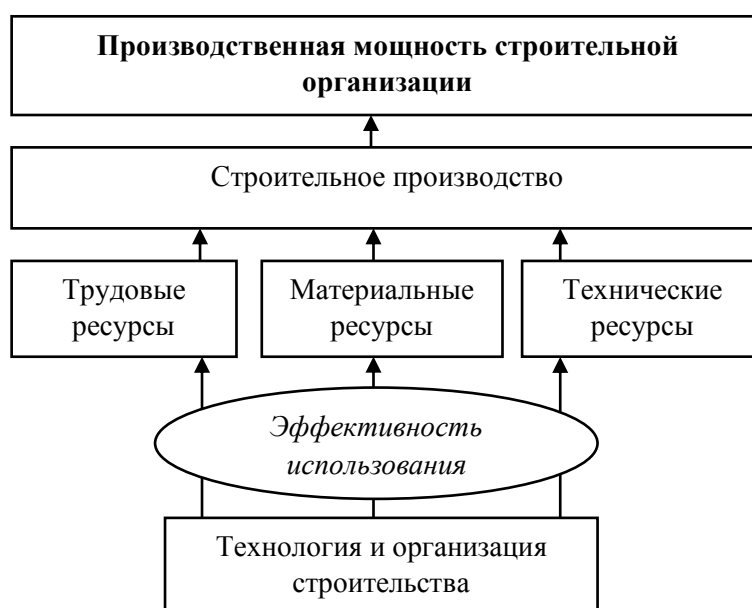 Производственная мощность строительной
организации
Строительное производство
Трудовые
ресурсы
Материальные
ресурсы
Технические
ресурсы
Эффективность
использования
Технология и организация
строительства